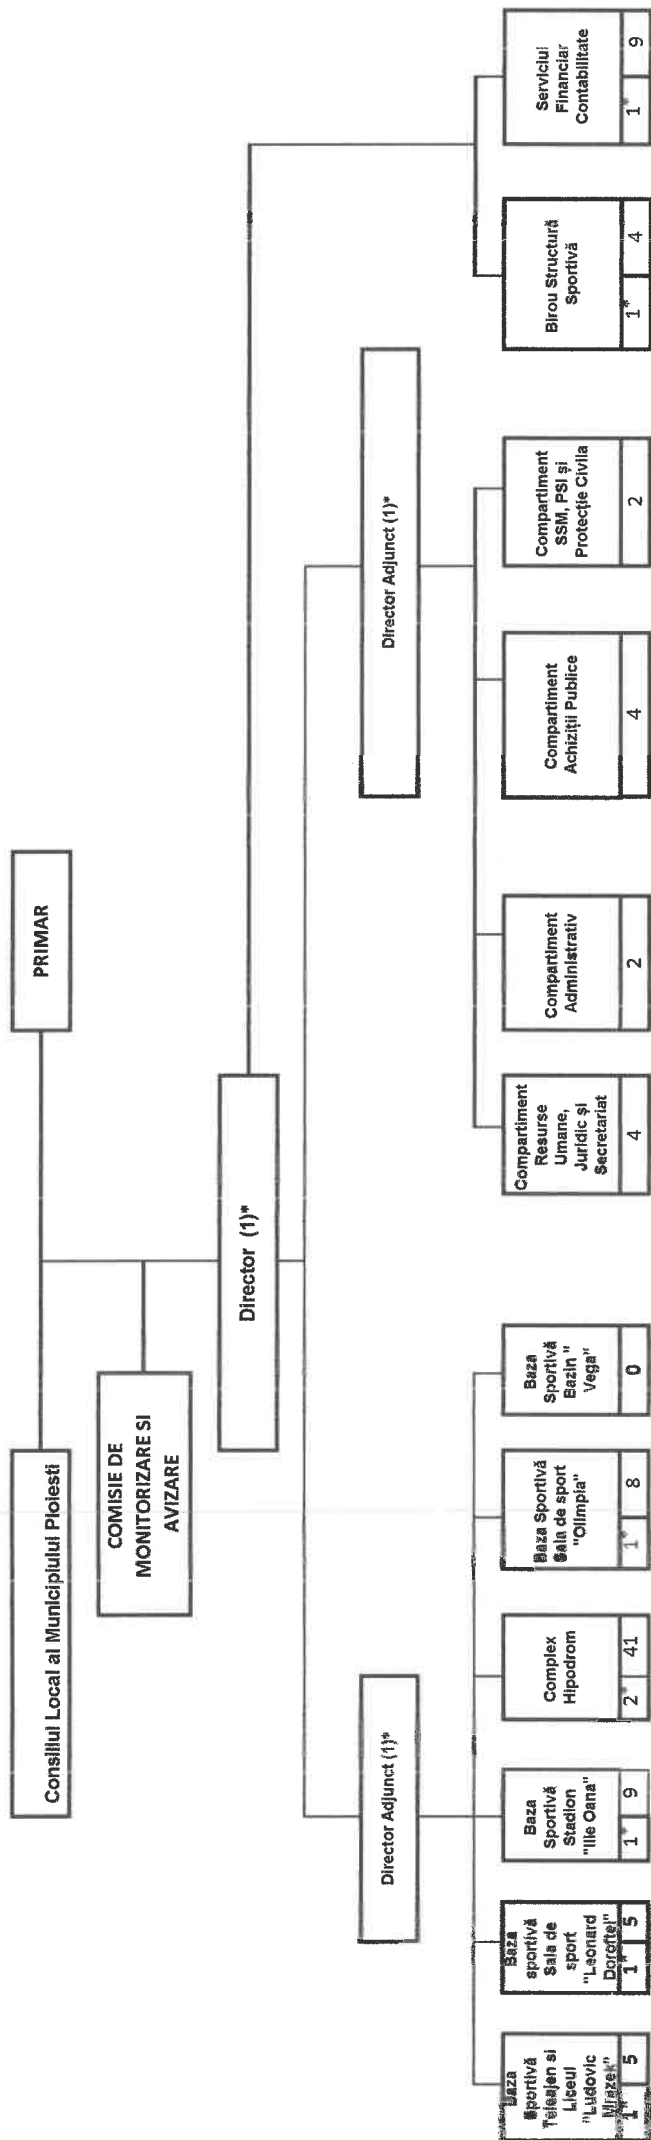 Consiliul Local al Municipiului Ploiesti
PRIMAR
COMISIE DE
MONITORIZARE SI
AVIZARE
Director (1)*
Director Adjunct (1)*
Director Adjunct (1)*
Baza
Sportivă
Teleajen si
Liceul
"Ludovic
Mrazek"
1* 5
Baza
sportivă
Sala de
sport
"Leonard
Doroftei"
1* 5
Baza
Sportivă
Stadion
"Ilie Oana"
1* 9
Complex
Hipodrom
2* 41
Baza Sportivă
Sala de sport
"Olimpia"
1* 8
Baza
Sportivă
Bazin "
Vega"
0
Compartiment
Resurse
Umane,
Juridic și
Secretariat
4
Compartiment
Administrativ
2
Compartiment
Achiziții Publice
4
Compartiment
SSM, PSI și
Protecție Civila
2
Birou Structură
Sportivă
1* 4
Serviciul
Financiar
Contabilitate
1* 9